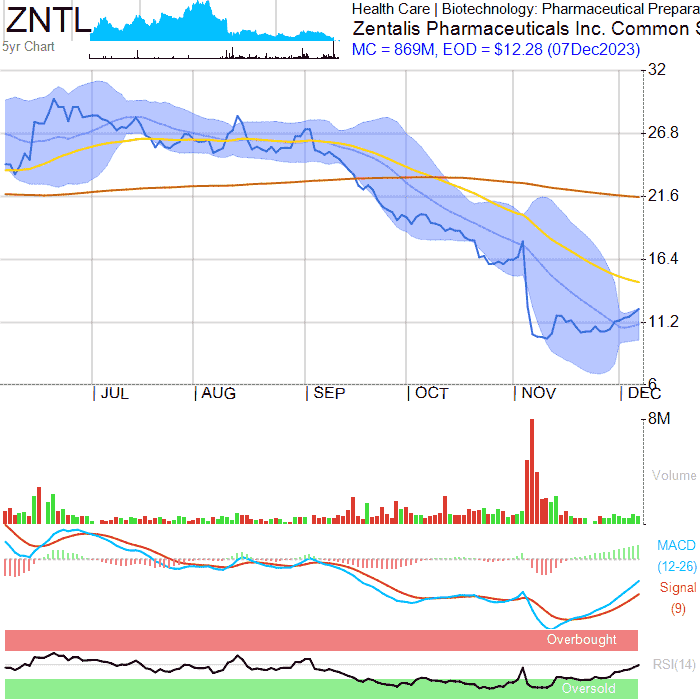 ZNTL
5yr Chart
Health Care | Biotechnology: Pharmaceutical Prepara
Zentalis Pharmaceuticals Inc. Common S
MC = 869M, EOD = $12.28 (07Dec2023)
32
26.8
21.6
16.4
11.2
6
JUL AUG SEP OCT NOV DEC
8M
Volume
MACD
(12-26)
Signal
(9)
Overbought
RSI(14)
Oversold